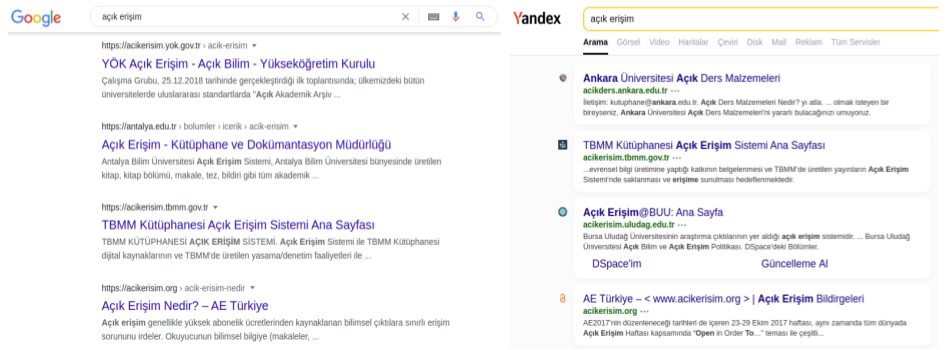 Google
açık erişim
https://acikerisim.yok.gov.tr › acik-erisim
YÖK Açık Erişim - Açık Bilim - Yükseköğretim Kurulu
Çalışma Grubu, 25.12.2018 tarihinde gerçekleştirdiği ilk toplantısında; ülkemizdeki bütün
üniversitelerde uluslararası standartlarda "Açık Akademik Arşiv ...
https://antalya.edu.tr › bolumler › icerik › acik-erisim
Açık Erişim - Kütüphane ve Dokümantasyon Müdürlüğü
Antalya Bilim Üniversitesi Açık Erişim Sistemi, Antalya Bilim Üniversitesi bünyesinde üretilen
kitap, kitap bölümü, makale, tez, bildiri gibi tüm akademik ...
https://acikerisim.tbmm.gov.tr
TBMM Kütüphanesi Açık Erişim Sistemi Ana Sayfası
TBMM KÜTÜPHANESİ AÇIK ERİŞİM SİSTEMİ. Açık Erişim Sistemi ile TBMM Kütüphanesi
dijital kaynaklarının ve TBMM'de üretilen yasama/denetim faaliyetleri ile ...
https://acikerisim.org › acik-erisim-nedir
Açık Erişim Nedir? – AE Türkiye
Açık erişim genellikle yüksek abonelik ücretlerinden kaynaklanan bilimsel çıktılara sınırlı erişim
sorununu irdeler. Okuyucunun bilimsel bilgiye (makaleler, ...
Yandex
açık erişim
Arama Görsel Video Haritalar Çeviri Disk Mail Reklam Tüm Servisler
Ankara Üniversitesi Açık Ders Malzemeleri
acikders.ankara.edu.tr ···
İletişim: kutuphane@ankara.edu.tr. Açık Ders Malzemeleri Nedir? yı atla. ... olmak isteyen bir
bireyseniz, Ankara Üniversitesi Açık Ders Malzemeleri'ni yararlı bulacağınızı umuyoruz.
TBMM Kütüphanesi Açık Erişim Sistemi Ana Sayfası
acikerisim.tbmm.gov.tr ···
...evrensel bilgi üretimine yaptığı katkının belgelenmesi ve TBMM'de üretilen yayınların Açık Erişim
Sistemi'nde saklanması ve erişime sunulması hedeflenmektedir.
Açık Erişim@BUU: Ana Sayfa
acikerisim.uludag.edu.tr ···
Bursa Uludağ Üniversitesinin araştırma çıktılarının yer aldığı açık erişim sistemidir. ... Bursa Uludağ
Üniversitesi Açık Bilim ve Açık Erişim Politikası. DSpace'deki Bölümler.
DSpace'im Güncelleme Al
AE Türkiye – < www.acikerisim.org > | Açık Erişim Bildirgeleri
acikerisim.org ···
AE2017'nin düzenleneceği tarihleri de içeren 23-29 Ekim 2017 haftası, aynı zamanda tüm dünyada
Açık Erişim Haftası kapsamında "Open in Order To…" teması ile çeşitli...